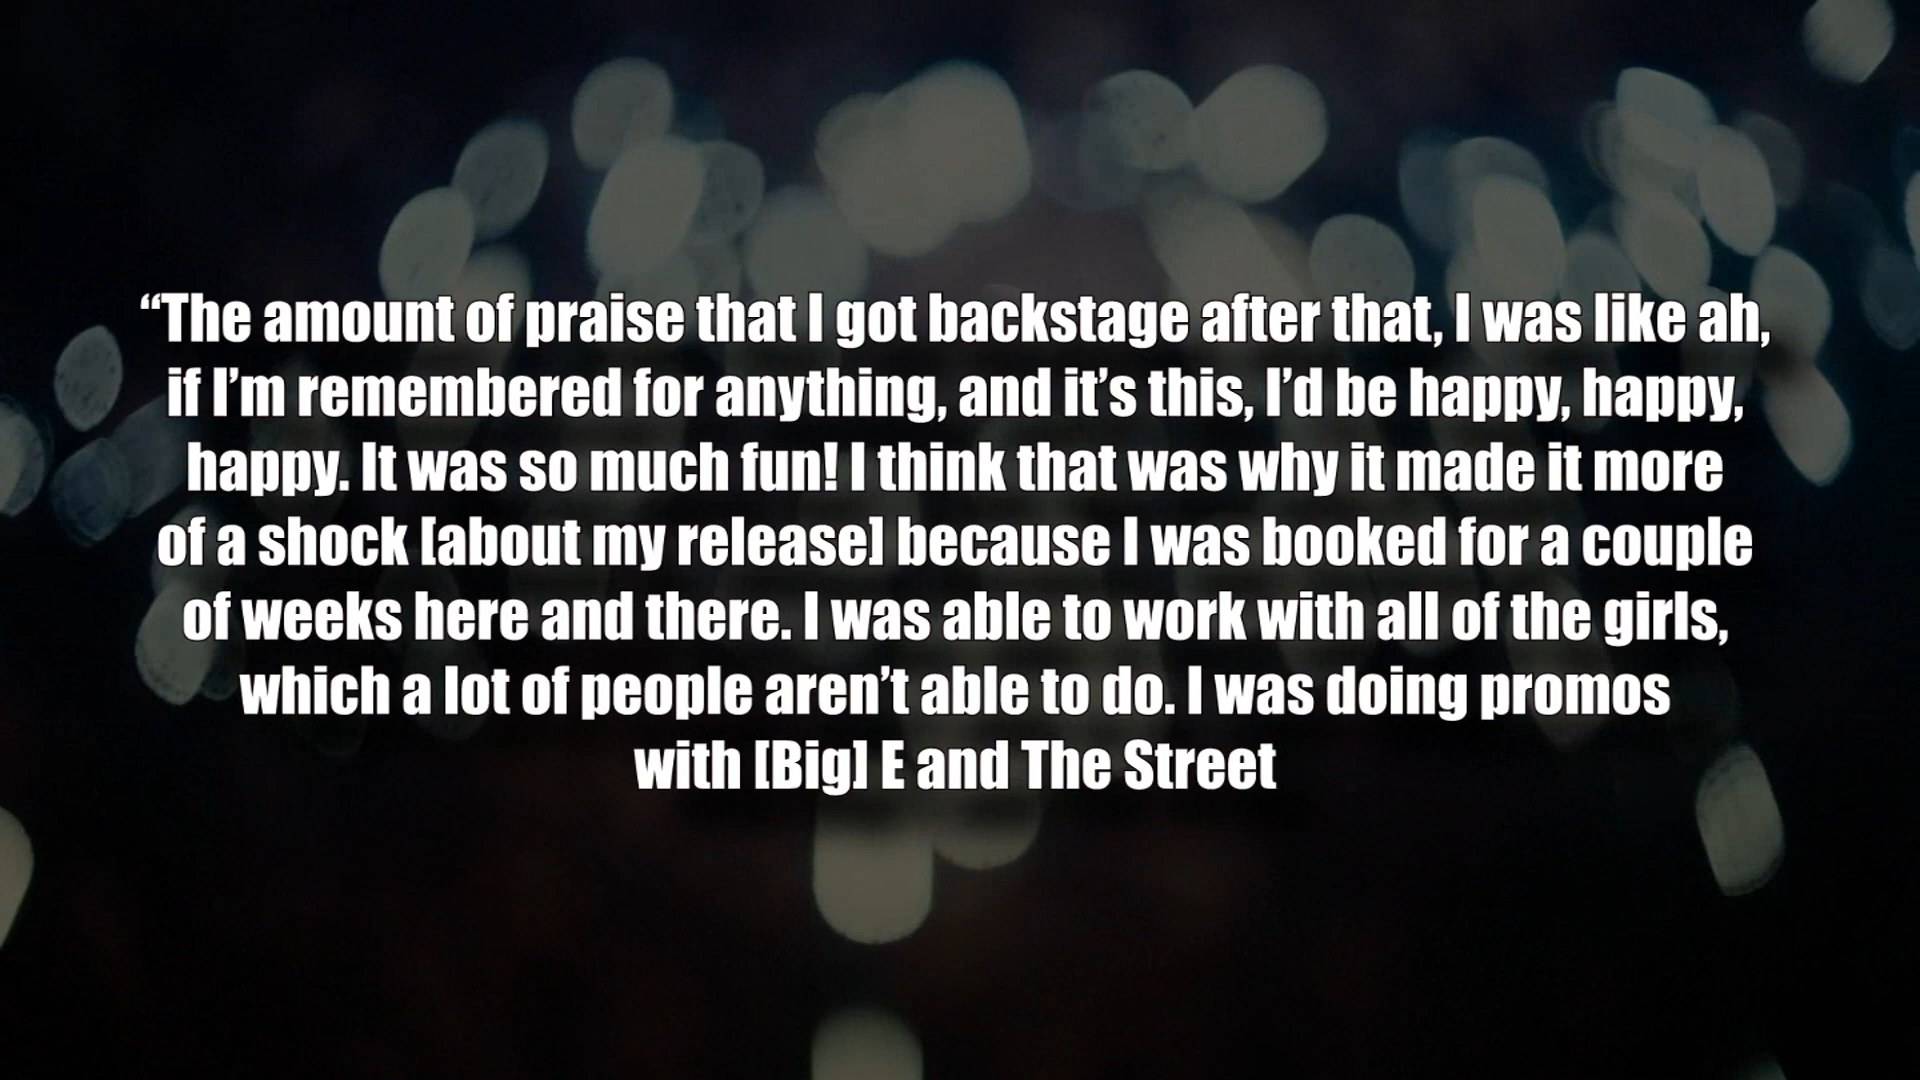 “The amount of praise that I got backstage after that, I was like ah,
if I’m remembered for anything, and it’s this, I’d be happy, happy,
happy. It was so much fun! I think that was why it made it more
of a shock [about my release] because I was booked for a couple
of weeks here and there. I was able to work with all of the girls,
which a lot of people aren’t able to do. I was doing promos
with [Big] E and The Street